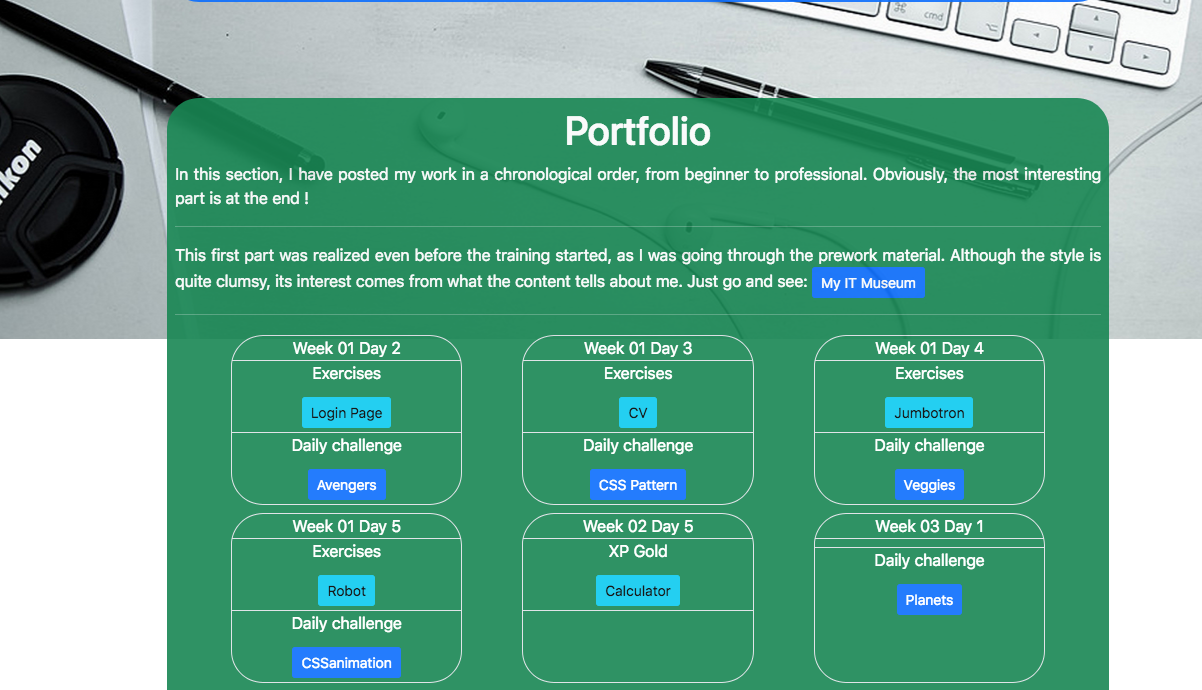 cmd
Portfolio
In this section, I have posted my work in a chronological order, from beginner to professional. Obviously, the most interesting
part is at the end !
This first part was realized even before the training started, as I was going through the prework material. Although the style is
quite clumsy, its interest comes from what the content tells about me. Just go and see: My IT Museum
Week 01 Day 2
Exercises
Login Page
Daily challenge
Avengers
Week 01 Day 3
Exercises
CV
Daily challenge
CSS Pattern
Week 01 Day 4
Exercises
Jumbotron
Daily challenge
Veggies
Week 01 Day 5
Exercises
Robot
Daily challenge
CSSanimation
Week 02 Day 5
XP Gold
Calculator
Week 03 Day 1
Daily challenge
Planets